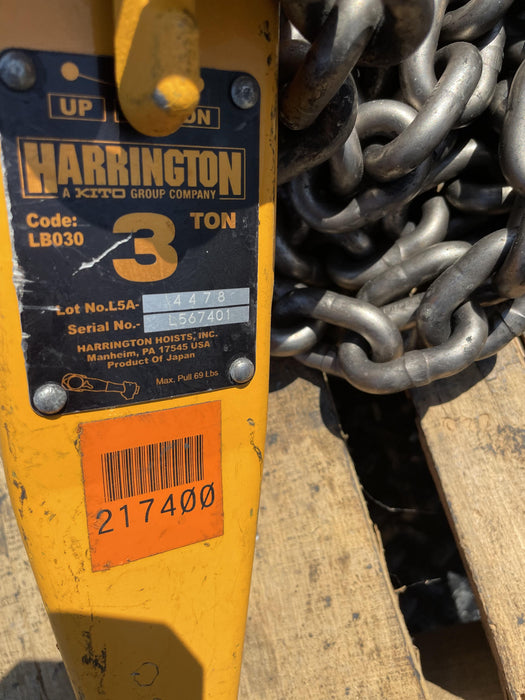 UP
HARRINGTON
A KITO GROUP COMPANY
Code: 3 TON
LB030
Lot No.L5A- 4478
Serial No.- L567401
HARRINGTON HOISTS, INC.
Manheim, PA 17545 USA
Product Of Japan
Max. Pull 69 Lbs
217400